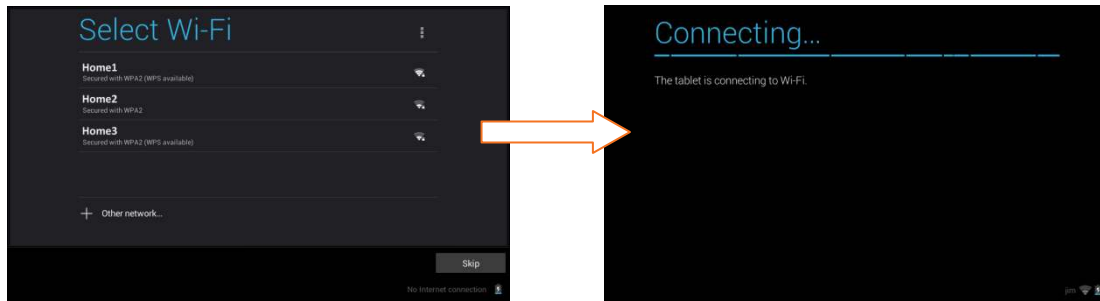 Select Wi-Fi
Home1
Secured with WPA2 (WPS available)
Home2
Secured with WPA2
Home3
Secured with WPA2 (WPS available)
Other network...
Skip
No Internet connection
Connecting...
The tablet is connecting to Wi-Fi.
jim